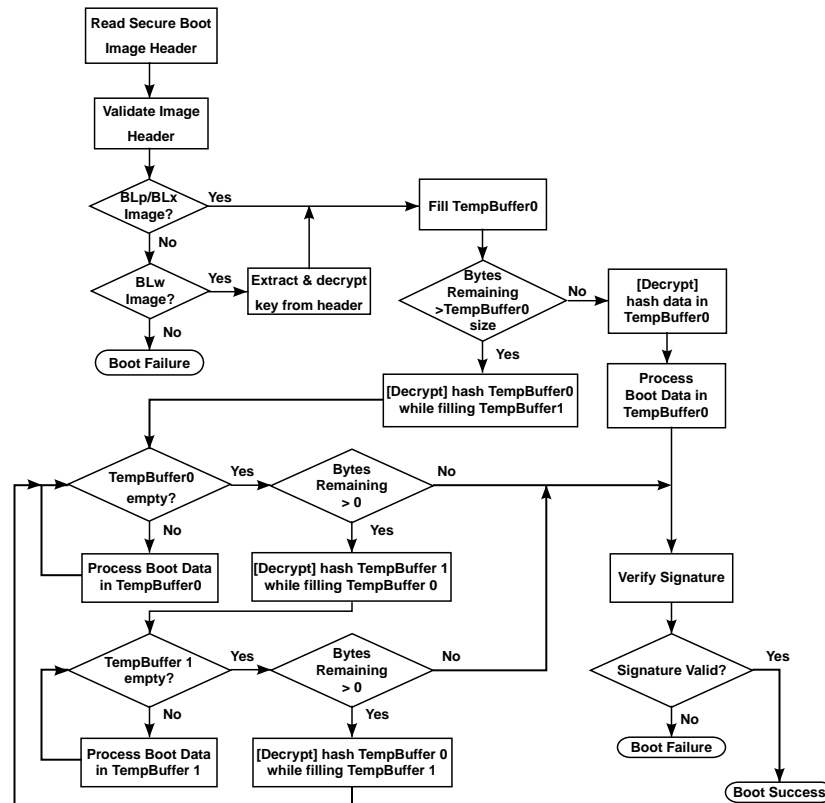 Read Secure Boot
Image Header
Validate Image
Header
BLp/BLx
Image?
Yes
No
Fill TempBuffer0
BLw
Image?
Yes
No
Extract & decrypt
key from header
Boot Failure
Bytes
Remaining
>TempBuffer0
size
No
Yes
[Decrypt]
hash data in
TempBuffer0
Process
Boot Data in
TempBuffer0
[Decrypt] hash TempBuffer0
while filling TempBuffer1
TempBuffer0
empty?
Yes
No
Bytes
Remaining
> 0
No
Yes
Process Boot Data
in TempBuffer0
[Decrypt] hash TempBuffer 1
while filling TempBuffer 0
Verify Signature
TempBuffer 1
empty?
Yes
No
Bytes
Remaining
> 0
No
Yes
Signature Valid?
Yes
No
Process Boot Data
in TempBuffer 1
[Decrypt] hash TempBuffer 0
while filling TempBuffer 1
Boot Failure
Boot Success